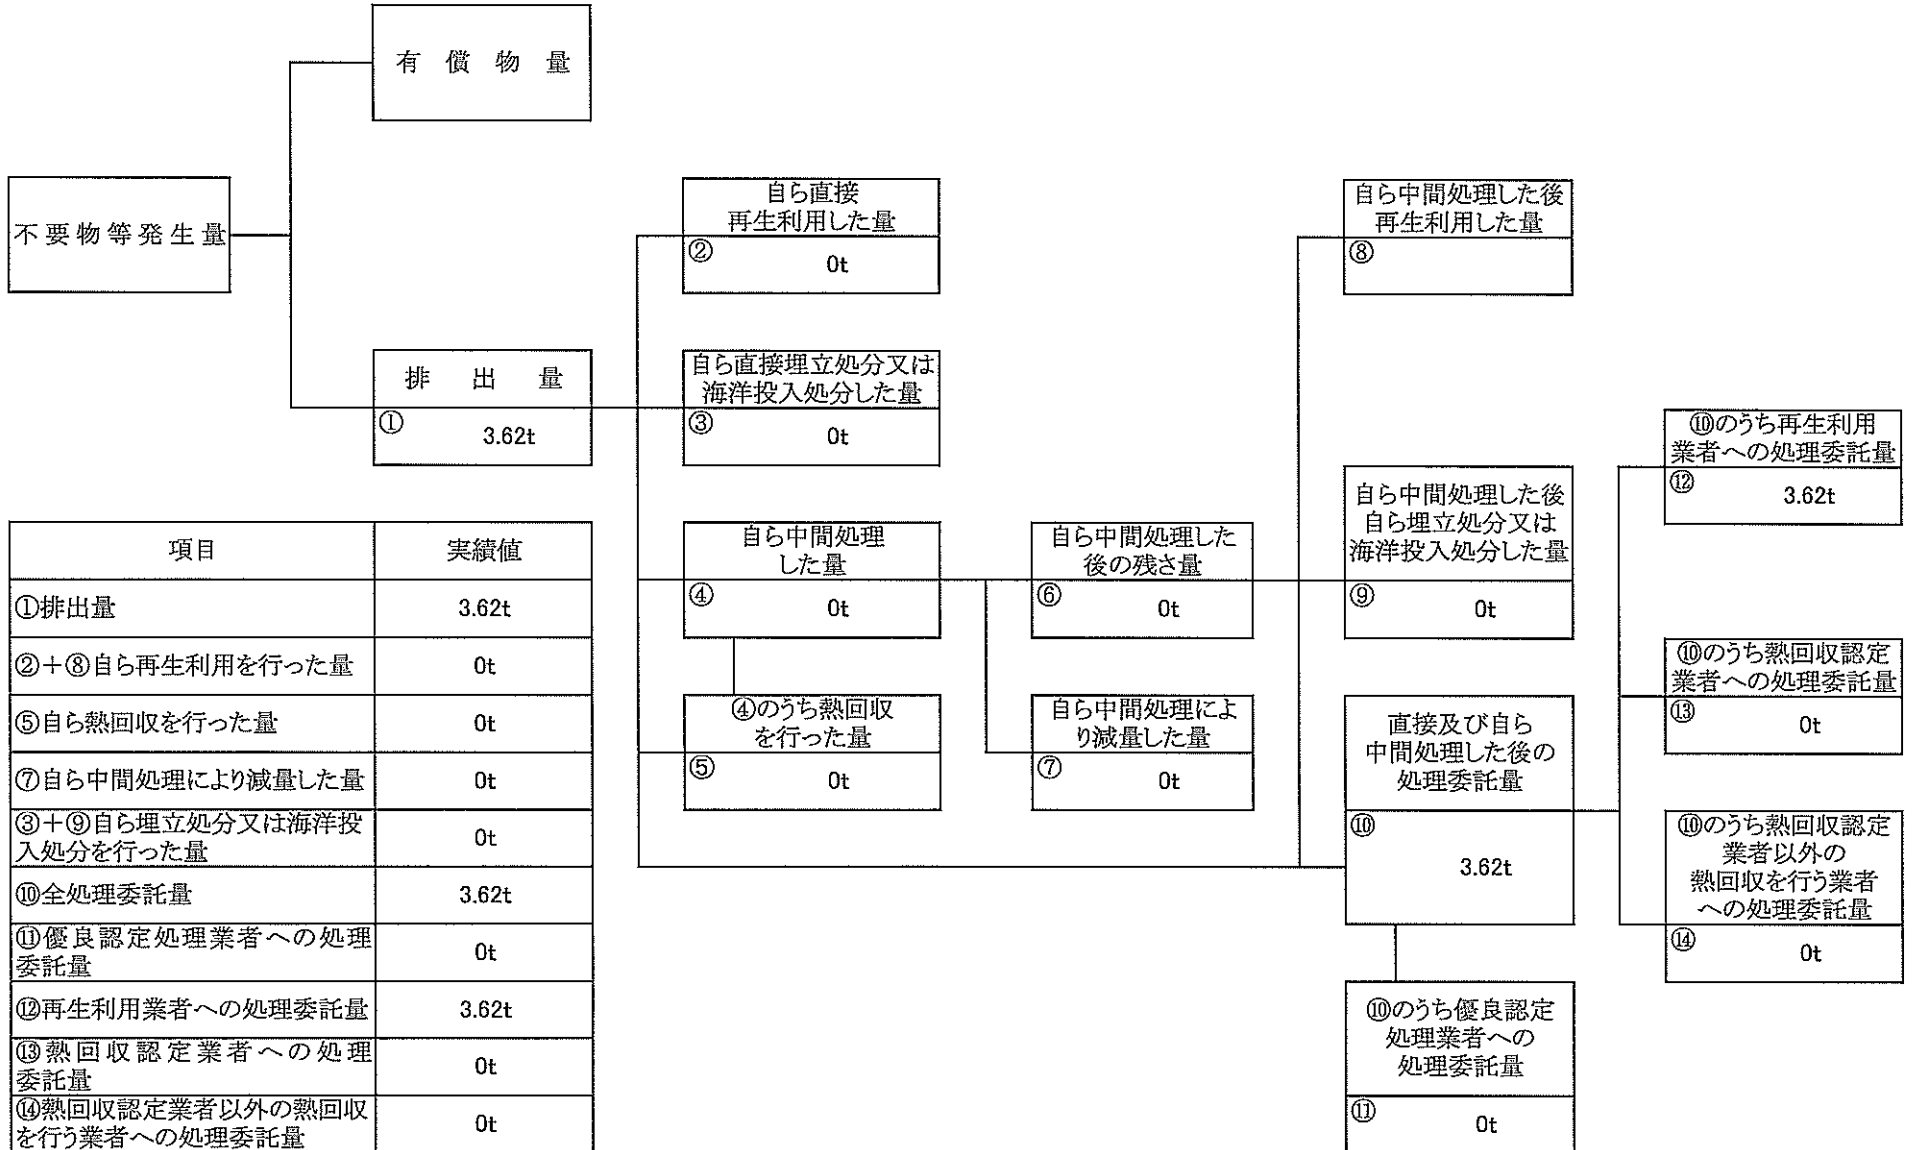 有償物量
不要物等発生量
排出量
①
3.62t
自ら直接
再生利用した量
②
0t
自ら直接埋立処分又は
海洋投入処分した量
③
0t
自ら中間処理
した量
④
0t
④のうち熱回収
を行った量
⑤
0t
自ら中間処理した
後の残さ量
⑥
0t
自ら中間処理によ
り減量した量
⑦
0t
自ら中間処理した後
再生利用した量
⑧
自ら中間処理した後
自ら埋立処分又は
海洋投入処分した量
⑨
0t
直接及び自ら
中間処理した後の
処理委託量
⑩
3.62t
⑩のうち優良認定
処理業者への
処理委託量
⑪
0t
⑩のうち再生利用
業者への処理委託量
⑫
3.62t
⑩のうち熱回収認定
業者への処理委託量
⑬
0t
⑩のうち熱回収認定
業者以外の
熱回収を行う業者
への処理委託量
⑭
0t
項目 実績値
①排出量 3.62t
②+⑧自ら再生利用を行った量 0t
⑤自ら熱回収を行った量 0t
⑦自ら中間処理により減量した量 0t
③+⑨自ら埋立処分又は海洋投
入処分を行った量
0t
⑩全処理委託量 3.62t
⑪優良認定処理業者への処理
委託量
0t
⑫再生利用業者への処理委託量 3.62t
⑬熱回収認定業者への処理
委託量
0t
⑭熱回収認定業者以外の熱回収
を行う業者への処理委託量
0t